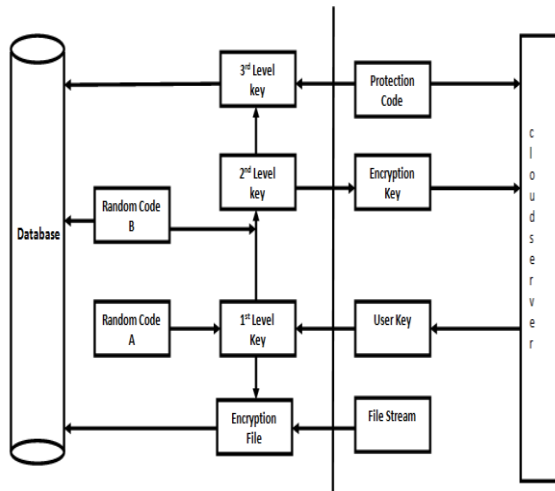 3rd Level
key
Protection
Code
2nd Level
key
Encryption
Key
Random Code
B
Database
Random Code
A
1st Level
Key
User Key
Encryption
File
File Stream
c
l
o
u
d
s
e
r
v
e
r